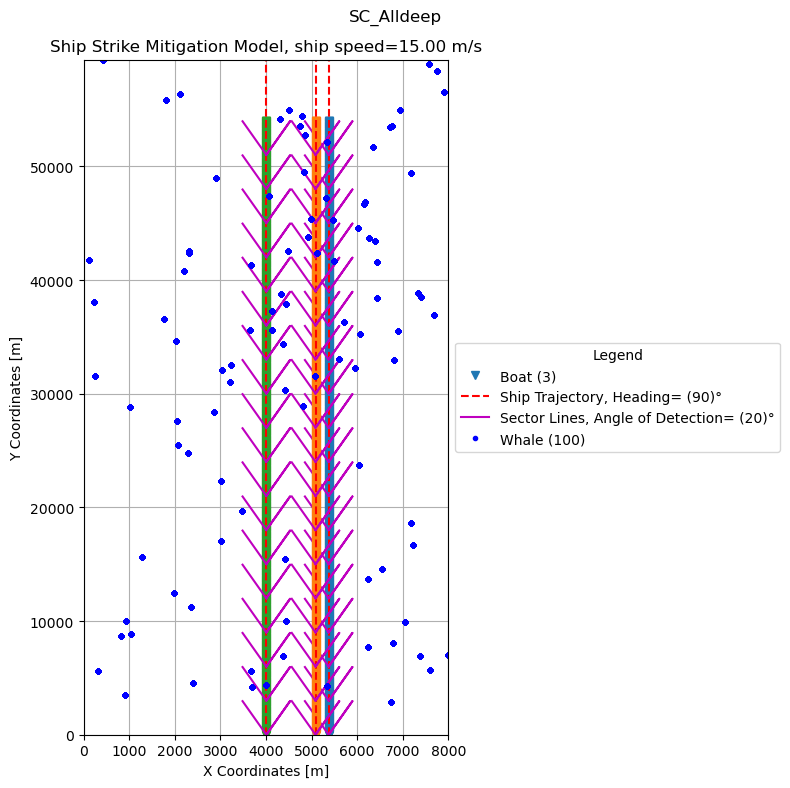 SC_Alldeep
Ship Strike Mitigation Model, ship speed=15.00 m/s
50000
40000
30000
20000
10000
0
Y Coordinates [m]
0 1000 2000 3000 4000 5000 6000 7000 8000
X Coordinates [m]
Legend
Boat (3)
Ship Trajectory, Heading= (90)°
Sector Lines, Angle of Detection= (20)°
Whale (100)